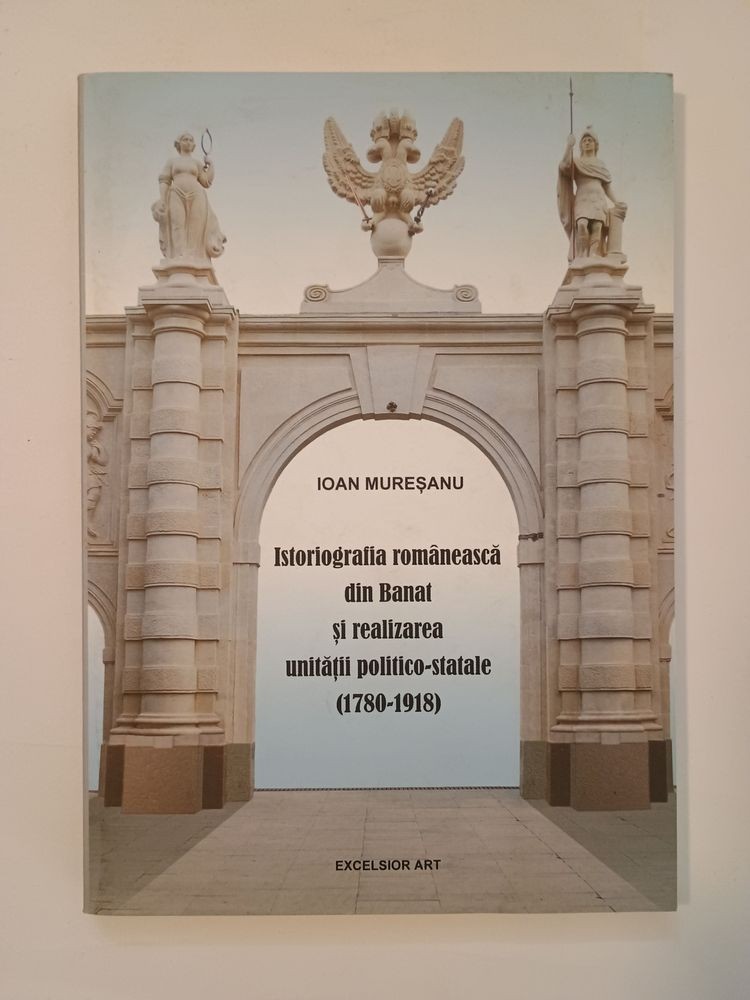 IOAN MUREȘANU
Istoriografia românească
din Banat
și realizarea
unității politico-statale
(1780-1918)
EXCELSIOR ART